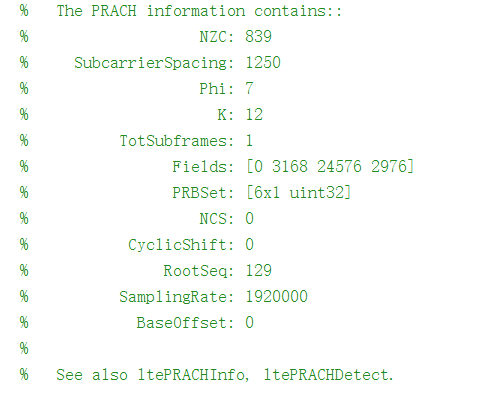 %   The PRACH information contains::
%                   NZC: 839
%     SubcarrierSpacing: 1250
%                   Phi: 7
%                     K: 12
%          TotSubframes: 1
%                Fields: [0 3168 24576 2976]
%                PRBSet: [6x1 uint32]
%                   NCS: 0
%           CyclicShift: 0
%               RootSeq: 129
%          SamplingRate: 1920000
%            BaseOffset: 0
%
%   See also ltePRACHInfo, ltePRACHDetect.